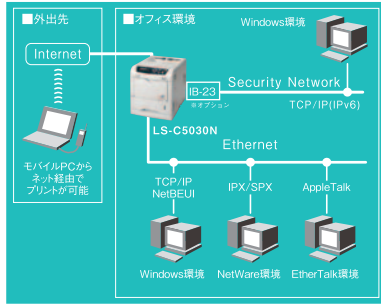 ■外出先
Internet
モバイルPCから
ネット経由で
プリントが可能
■オフィス環境
Windows環境
IB-23
※オプション
Security Network
TCP/IP(IPv6)
LS-C5030N
Ethernet
TCP/IP
NetBEUI
IPX/SPX
AppleTalk
Windows環境
NetWare環境
EtherTalk環境